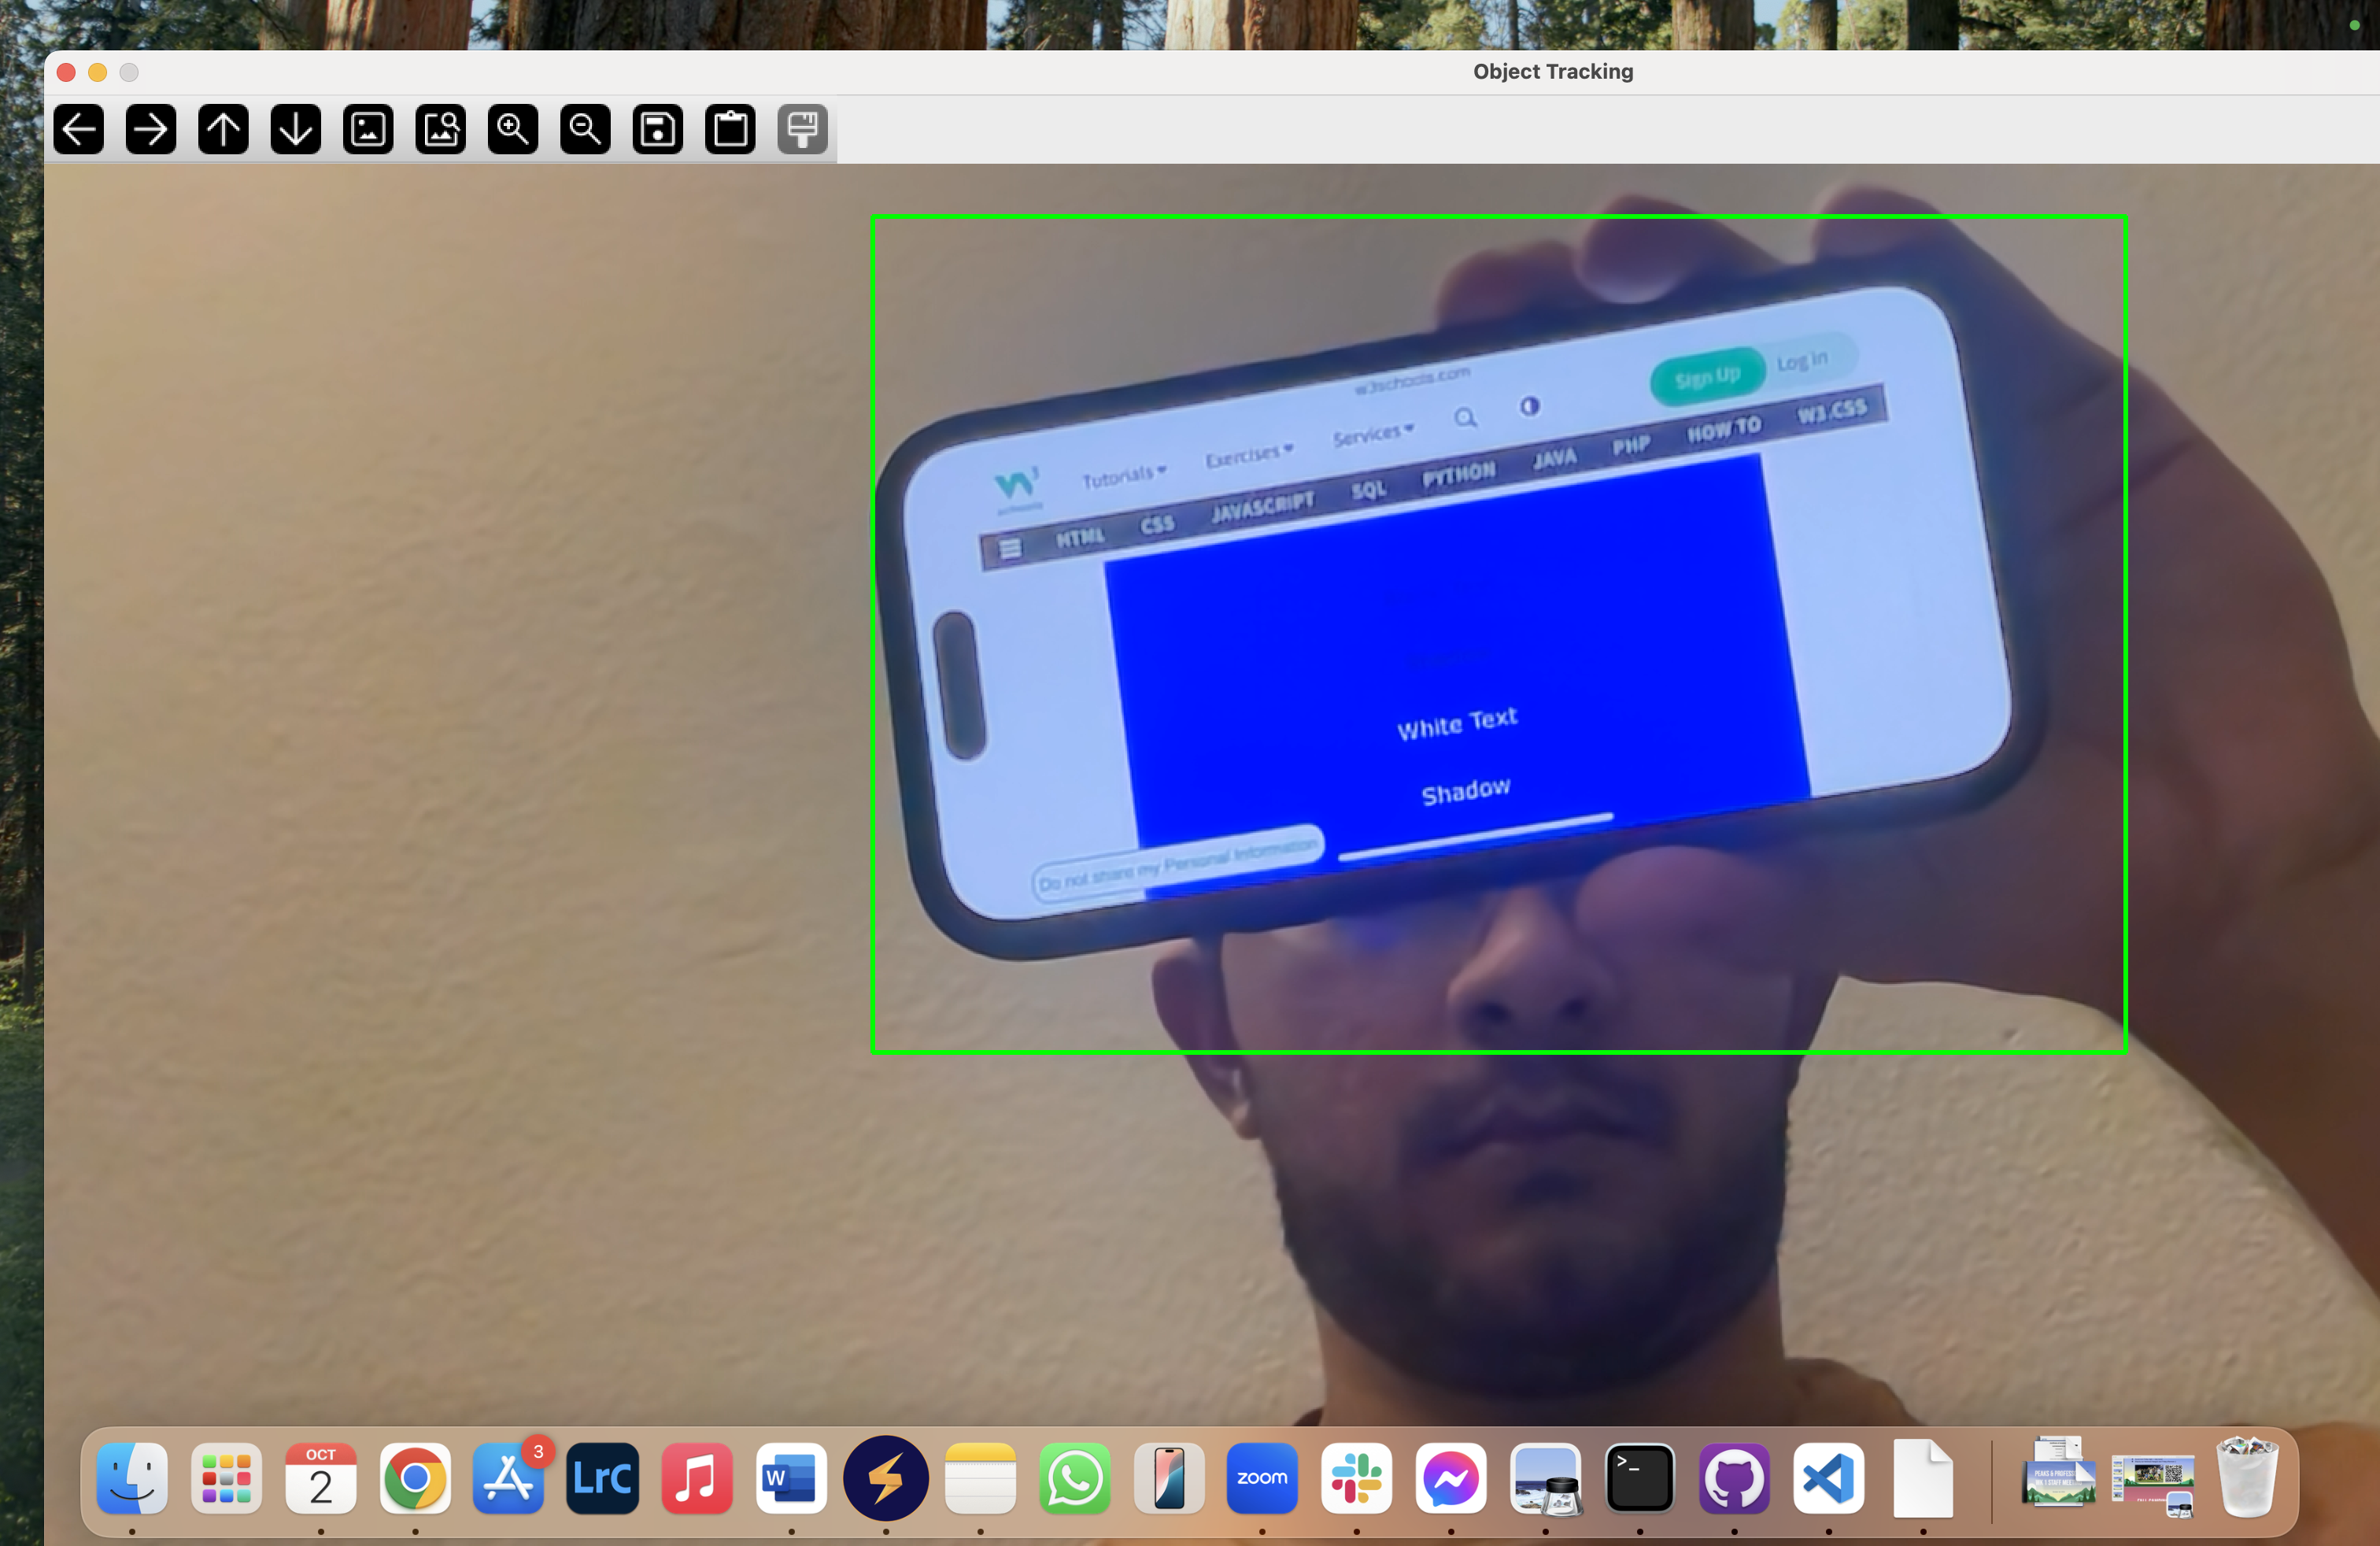 Object Tracking
w3schools.com
Sign Up Log in
Tutorials Exercises Services
HTML CSS JAVASCRIPT SQL PYTHON JAVA PHP HOW TO W3.CSS
White Text
Shadow
Do not share my Personal Information
OCT
2
3
LrC
W
zoom
>_